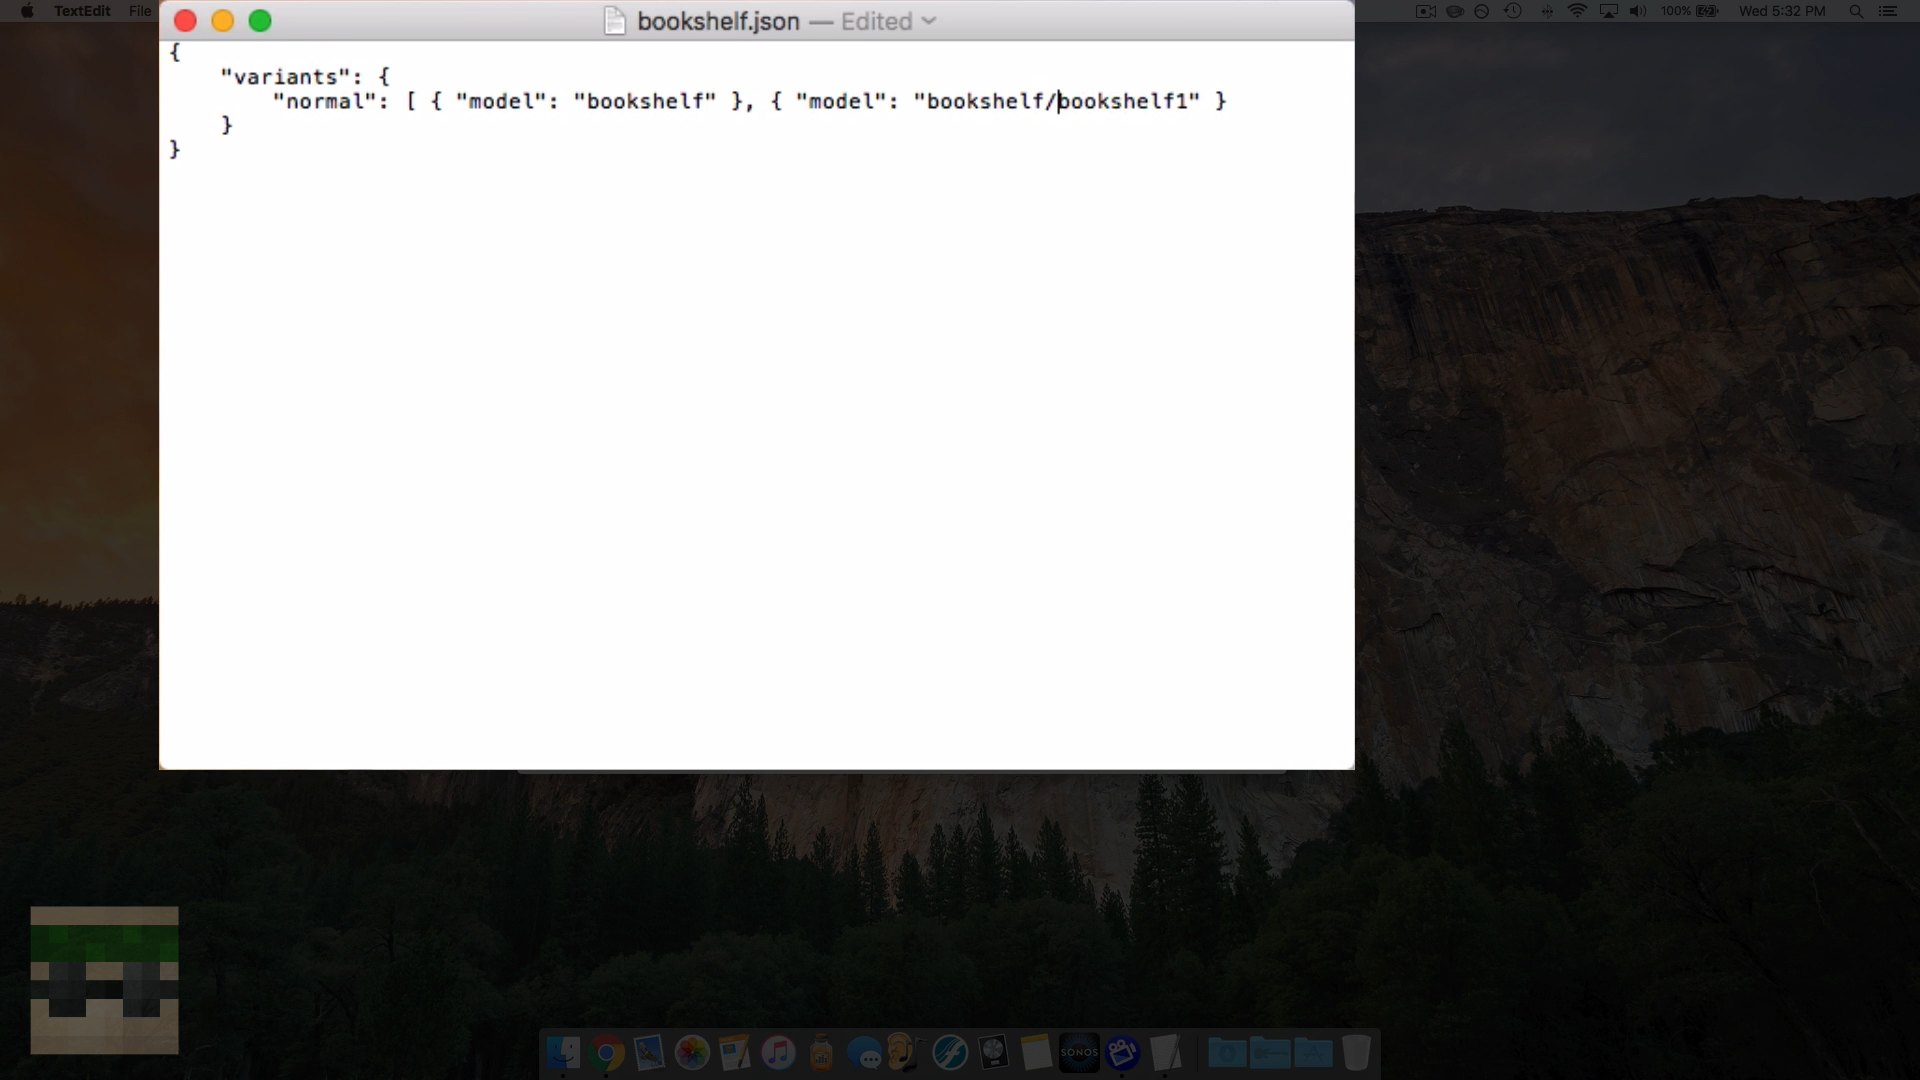 TextEdit File
100% Wed 5:32 PM
bookshelf.json — Edited
{
    "variants": {
        "normal": [ { "model": "bookshelf" }, { "model": "bookshelf/bookshelf1" }
    }
}
SONOS